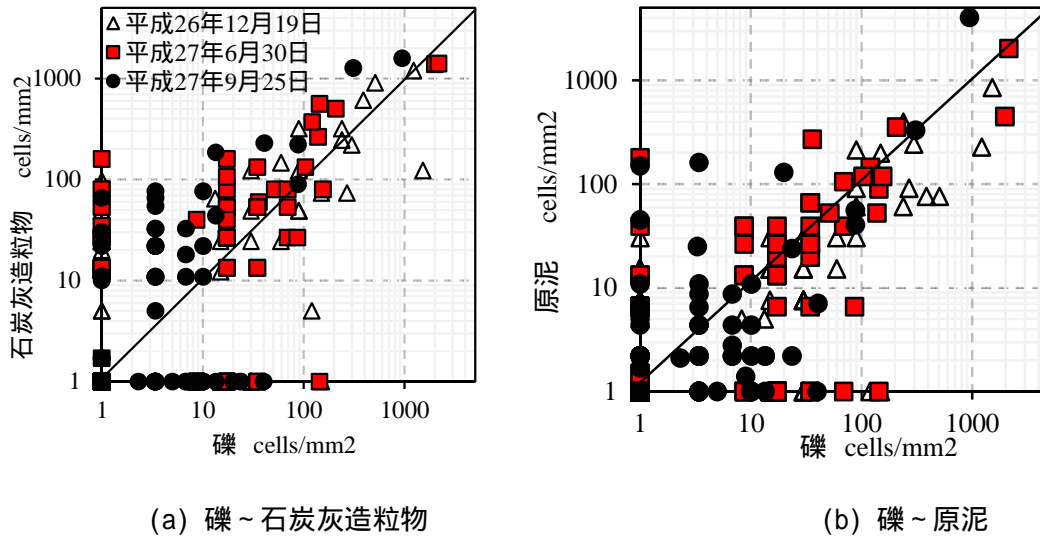 平成26年12月19日
平成27年6月30日
平成27年9月25日
石炭灰造粒物 cells/mm2
1000
100
10
1
1 10 100 1000
礫 cells/mm2
(a) 礫~石炭灰造粒物
原泥 cells/mm2
1000
100
10
1
1 10 100 1000
礫 cells/mm2
(b) 礫~原泥